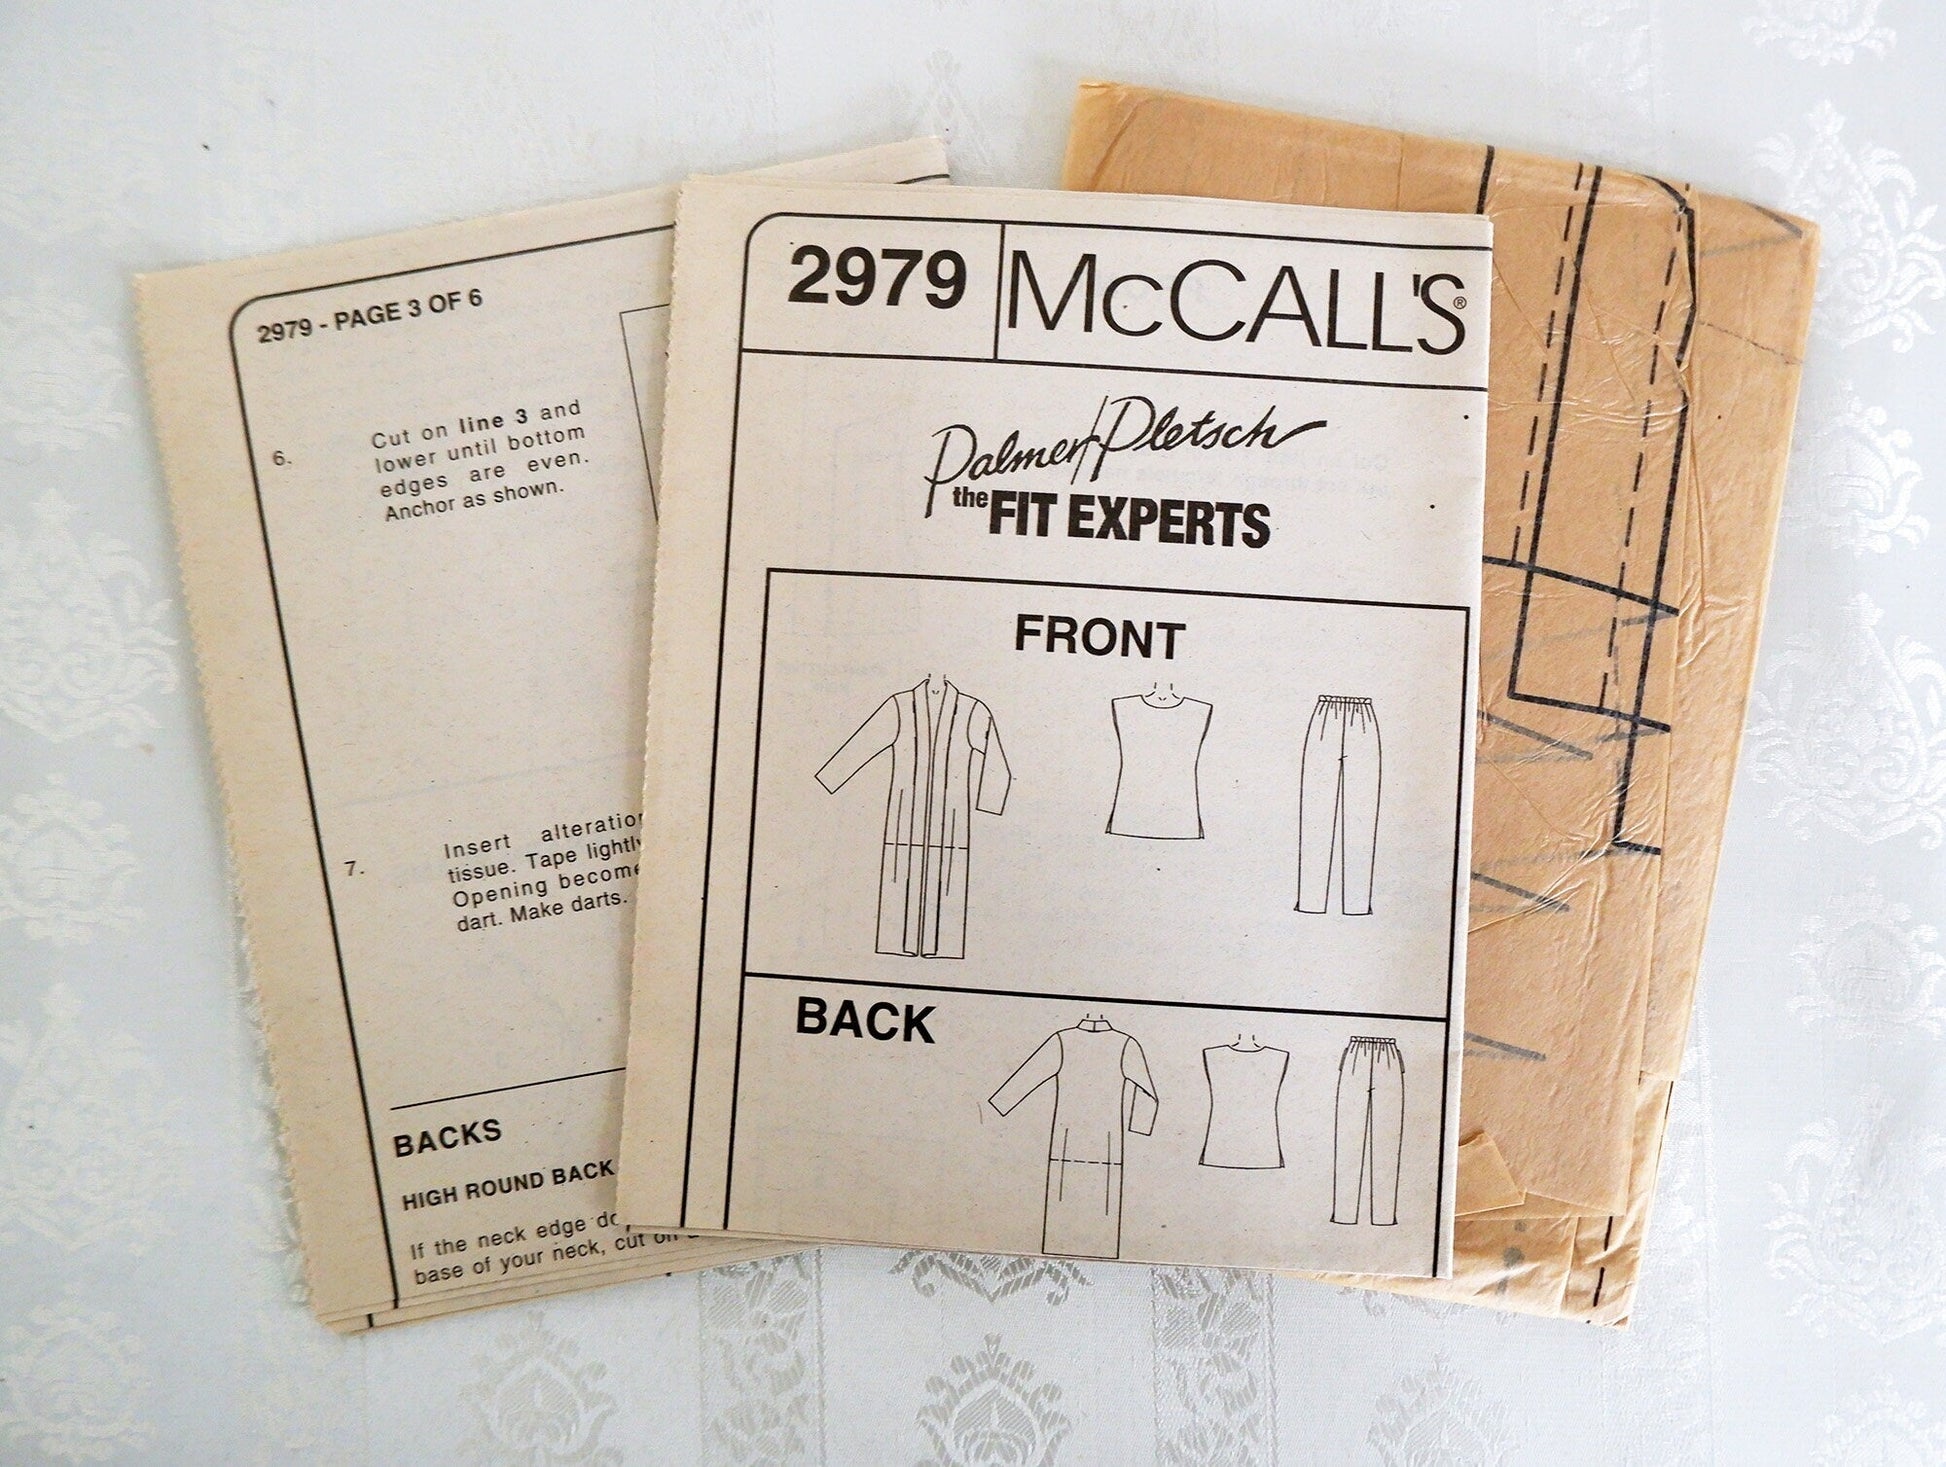 2979 - PAGE 3 OF 6
6. Cut on line 3 and
lower until bottom
edges are even.
Anchor as shown.
7. Insert alteration
tissue. Tape lightly
Opening become
dart. Make darts.
BACKS
HIGH ROUND BACK
If the neck edge
base of your neck, cut on
2979
McCALL'S®
Palmer/Pletsch
the FIT EXPERTS
FRONT
BACK